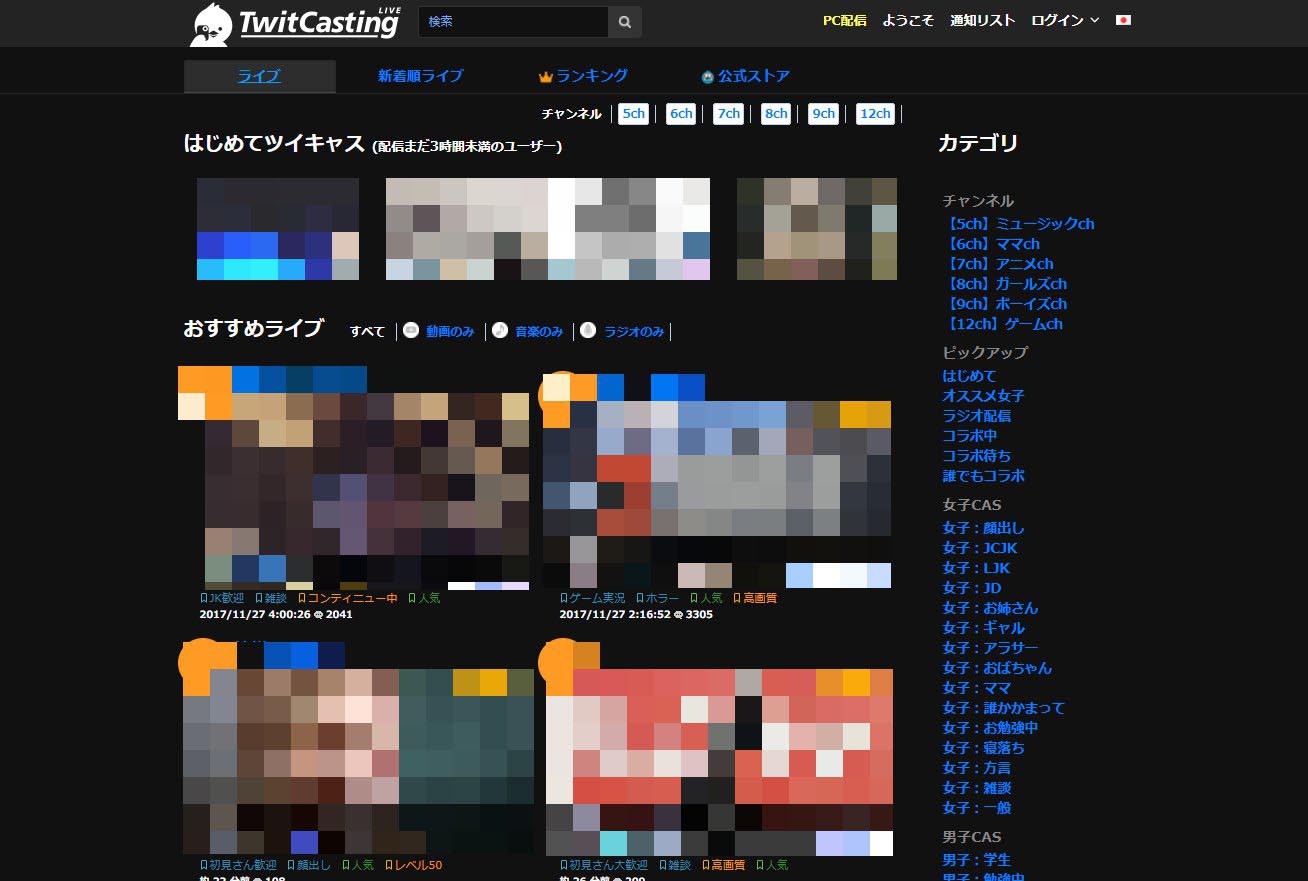 TwitCasting LIVE
検索
PC配信 ようこそ 通知リスト ログイン
ライブ 新着順ライブ ランキング 公式ストア
チャンネル 5ch 6ch 7ch 8ch 9ch 12ch
はじめてツイキャス (配信まだ3時間未満のユーザー)
おすすめライブ すべて 動画のみ 音楽のみ ラジオのみ
JK歓迎 雑談 コンティニュー中 人気
2017/11/27 4:00:26 @ 2041
ゲーム実況 ホラー 人気 高画質
2017/11/27 2:16:52 @ 3305
初見さん歓迎 顔出し 人気 レベル50
初見さん大歓迎 雑談 高画質 人気
カテゴリ
チャンネル
【5ch】ミュージックch
【6ch】ママch
【7ch】アニメch
【8ch】ガールズch
【9ch】ボーイズch
【12ch】ゲームch
ピックアップ
はじめて
オススメ女子
ラジオ配信
コラボ中
コラボ待ち
誰でもコラボ
女子CAS
女子：顔出し
女子：JCJK
女子：LJK
女子：JD
女子：お姉さん
女子：ギャル
女子：アラサー
女子：おばちゃん
女子：ママ
女子：誰かかまって
女子：お勉強中
女子：寝落ち
女子：方言
女子：雑談
女子：一般
男子CAS
男子：学生
男子：お勉強中